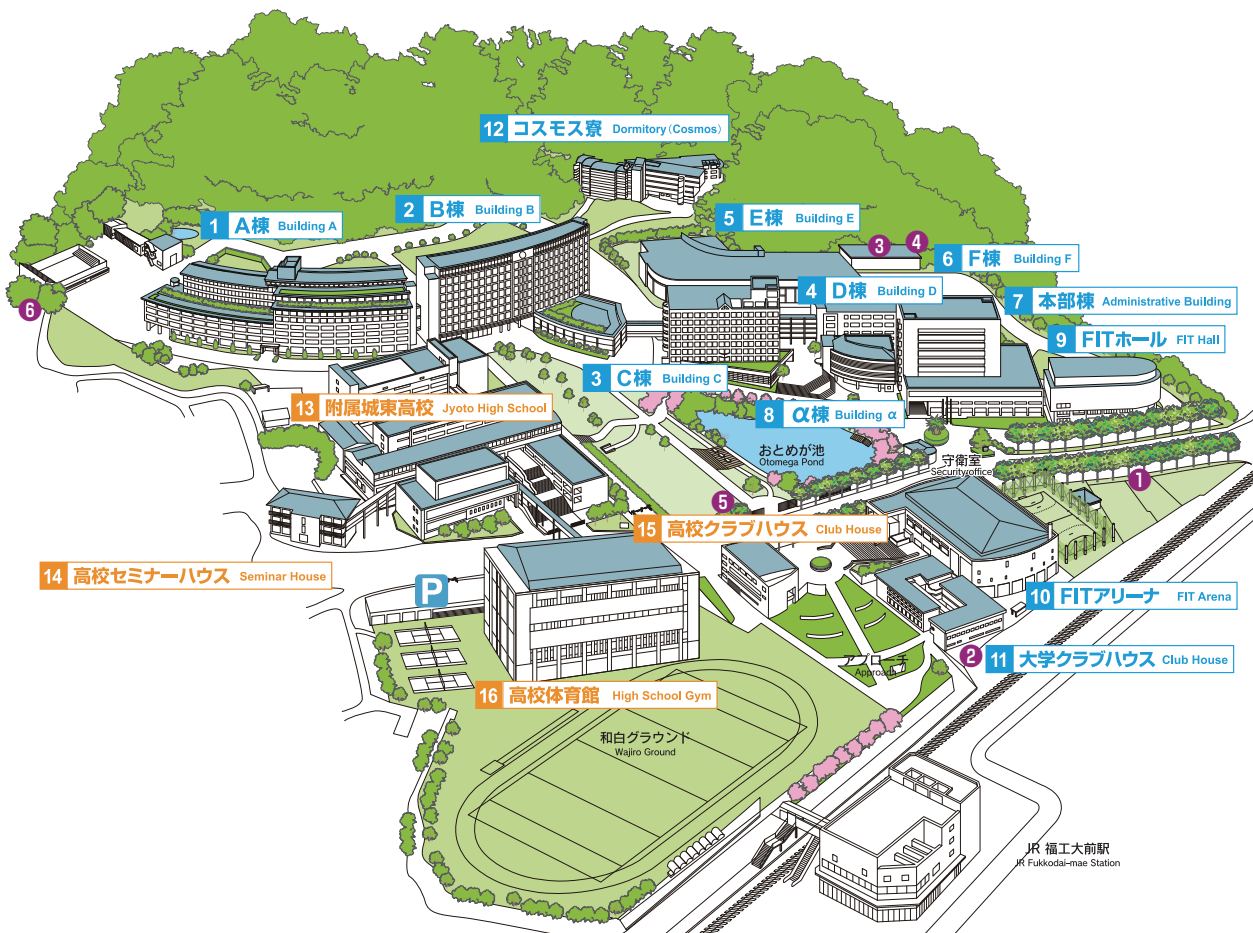 12 コスモス寮 Dormitory (Cosmos)
1 A棟 Building A
2 B棟 Building B
5 E棟 Building E
3
4
6 F棟 Building F
4 D棟 Building D
7 本部棟 Administrative Building
6
9 FITホール FIT Hall
3 C棟 Building C
13 附属城東高校 Jyoto High School
8 α棟 Building α
おとめが池
Otomega Pond
守衛室
Security office
1
5
15 高校クラブハウス Club House
14 高校セミナーハウス Seminar House
P
10 FITアリーナ FIT Arena
2
11 大学クラブハウス Club House
アプローチ
Approach
16 高校体育館 High School Gym
和白グラウンド
Wajiro Ground
JR 福工大前駅
JR Fukkodai-mae Station